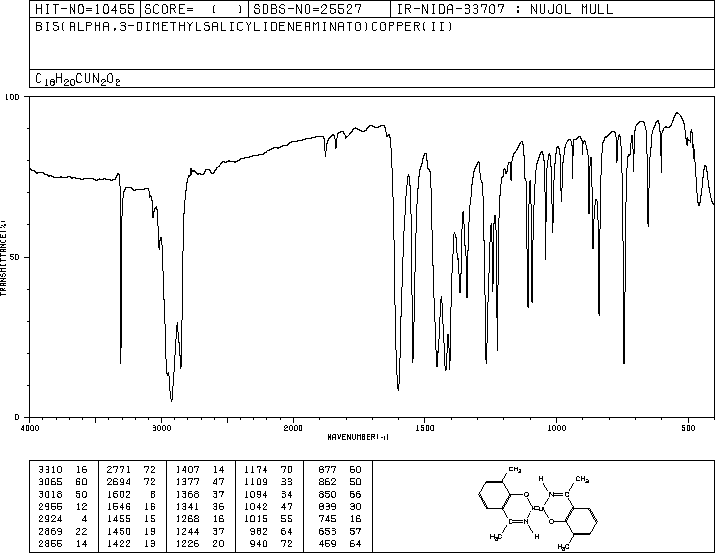 HIT-NO=10455 SCORE= ( ) SDBS-NO=25527 IR-NIDA-33707 : NUJOL MULL
BIS(ALPHA,3-DIMETHYLSALICYLIDENEAMINATO)COPPER(II)
C18H20CUN2O2
100
50
0
TRANSMITTANCE(%)
4000 3000 2000 1500 1000 500
WAVENUMBER(-1)
3310 16 2771 72 1407 14 1174 70 877 60
3065 60 2694 72 1377 47 1109 33 862 50
3018 50 1602 8 1368 37 1094 34 850 66
2955 12 1546 16 1341 36 1042 47 839 30
2924 4 1455 15 1268 16 1015 55 745 16
2869 22 1450 19 1244 37 982 64 653 57
2855 14 1422 13 1226 20 940 72 459 64
CH3
H
CH3
N
C
O
Cu
C
N
O
CH3
H
H3C